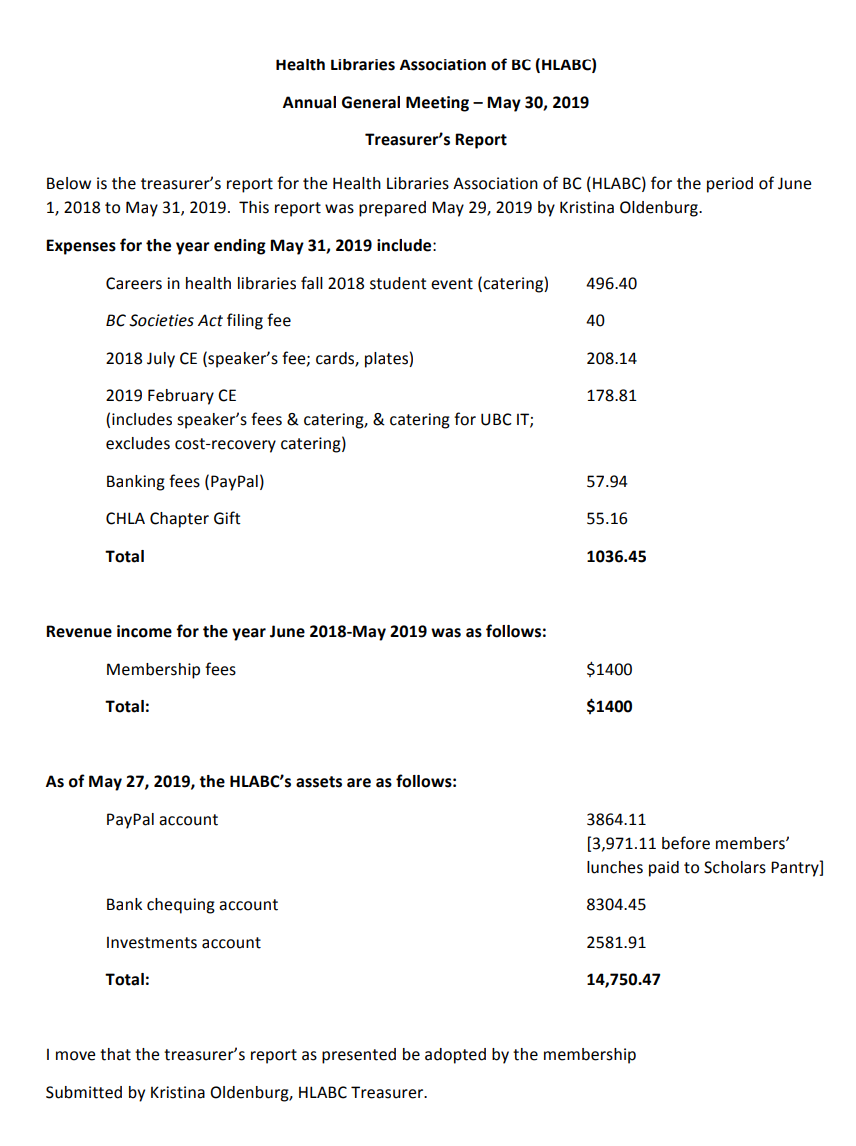 Health Libraries Association of BC (HLABC)
Annual General Meeting – May 30, 2019
Treasurer's Report
Below is the treasurer's report for the Health Libraries Association of BC (HLABC) for the period of June
1, 2018 to May 31, 2019.  This report was prepared May 29, 2019 by Kristina Oldenburg.
Expenses for the year ending May 31, 2019 include:
Careers in health libraries fall 2018 student event (catering) 496.40
BC Societies Act filing fee 40
2018 July CE (speaker's fee; cards, plates) 208.14
2019 February CE 178.81
(includes speaker's fees & catering, & catering for UBC IT;
excludes cost-recovery catering)
Banking fees (PayPal) 57.94
CHLA Chapter Gift 55.16
Total 1036.45
Revenue income for the year June 2018-May 2019 was as follows:
Membership fees $1400
Total: $1400
As of May 27, 2019, the HLABC's assets are as follows:
PayPal account 3864.11
[3,971.11 before members'
lunches paid to Scholars Pantry]
Bank chequing account 8304.45
Investments account 2581.91
Total: 14,750.47
I move that the treasurer's report as presented be adopted by the membership
Submitted by Kristina Oldenburg, HLABC Treasurer.